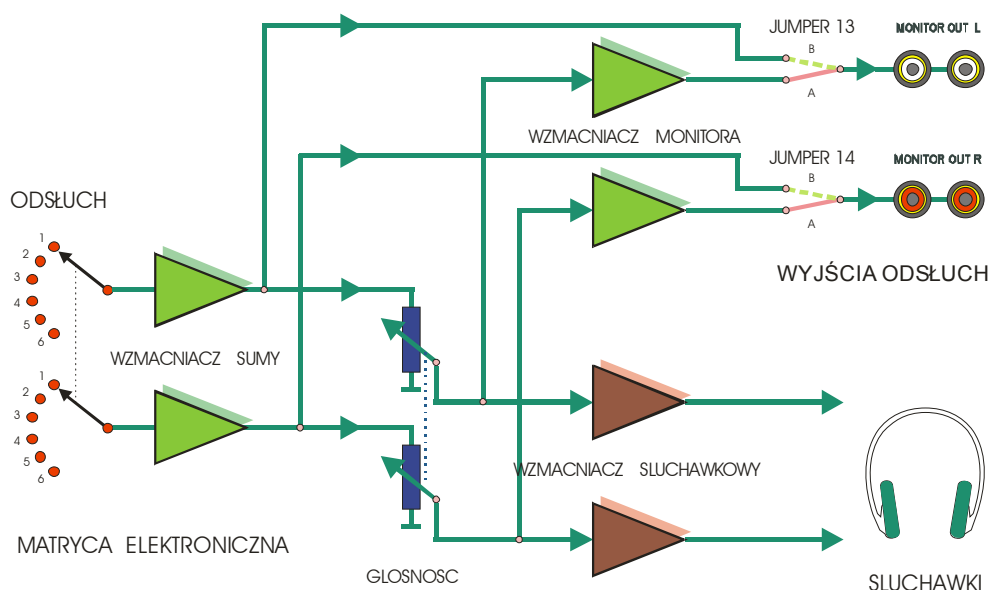 JUMPER 13
MONITOR OUT L
B
A
WZMACNIACZ MONITORA
JUMPER 14
MONITOR OUT R
B
A
ODSŁUCH
1
2
3
4
5
6
WYJŚCIA ODSŁUCH
WZMACNIACZ SUMY
1
2
3
4
5
6
WZMACNIACZ SLUCHAWKOWY
MATRYCA ELEKTRONICZNA
GLOSNOSC
SLUCHAWKI